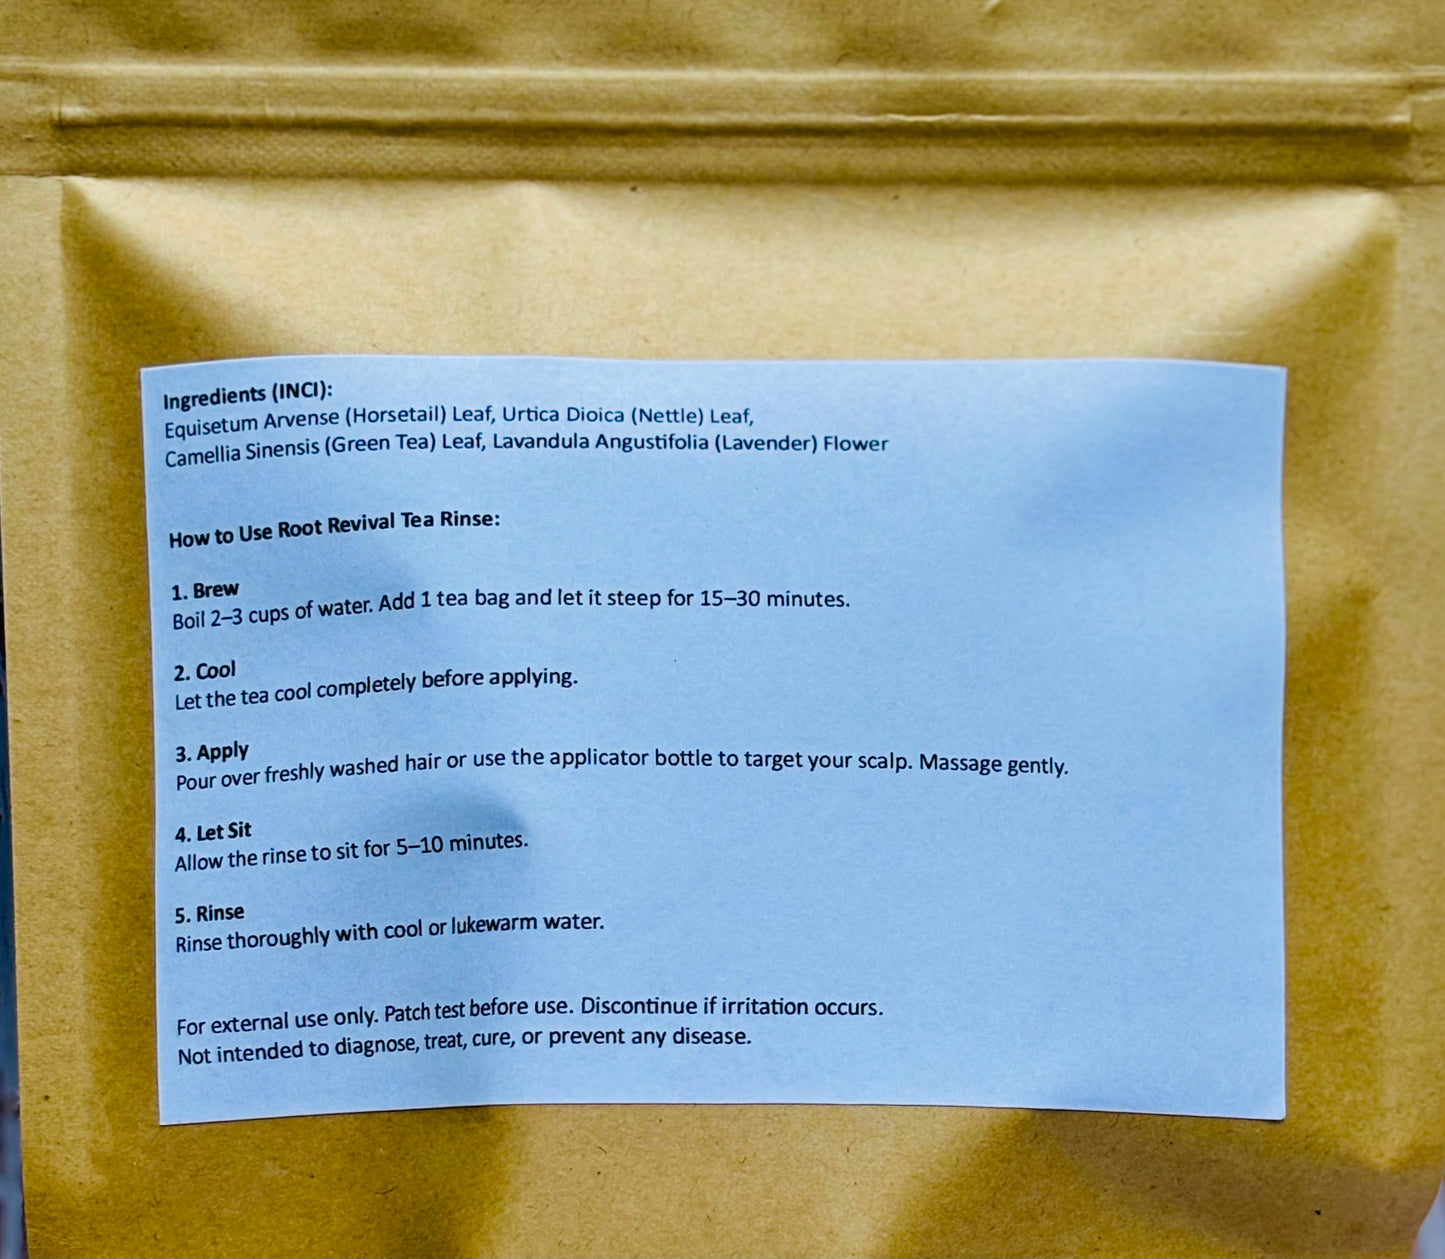 Ingredients (INCI):
Equisetum Arvense (Horsetail) Leaf, Urtica Dioica (Nettle) Leaf,
Camellia Sinensis (Green Tea) Leaf, Lavandula Angustifolia (Lavender) Flower
How to Use Root Revival Tea Rinse:
1. Brew
Boil 2–3 cups of water. Add 1 tea bag and let it steep for 15–30 minutes.
2. Cool
Let the tea cool completely before applying.
3. Apply
Pour over freshly washed hair or use the applicator bottle to target your scalp. Massage gently.
4. Let Sit
Allow the rinse to sit for 5–10 minutes.
5. Rinse
Rinse thoroughly with cool or lukewarm water.
For external use only. Patch test before use. Discontinue if irritation occurs.
Not intended to diagnose, treat, cure, or prevent any disease.